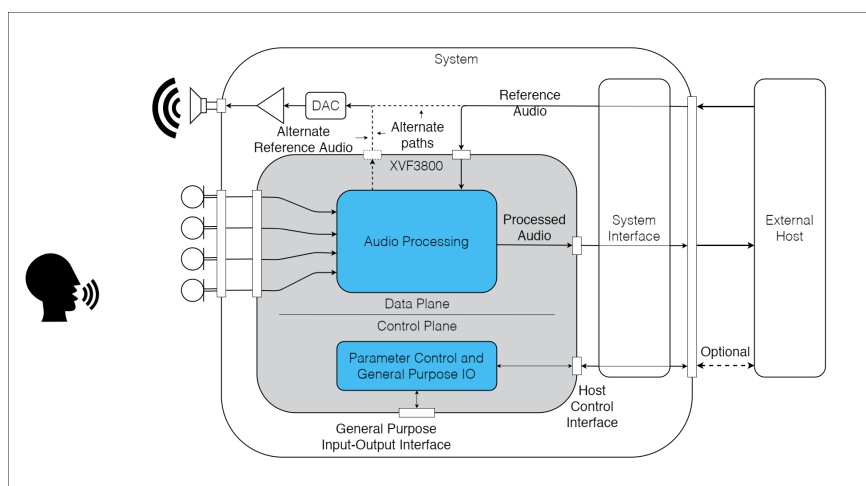 System
DAC
Reference
Audio
Alternate
Reference Audio
Alternate
paths
XVF3800
Audio Processing
Processed
Audio
System
Interface
External
Host
Data Plane
Control Plane
Parameter Control and
General Purpose IO
Optional
Host
Control
Interface
General Purpose
Input-Output Interface